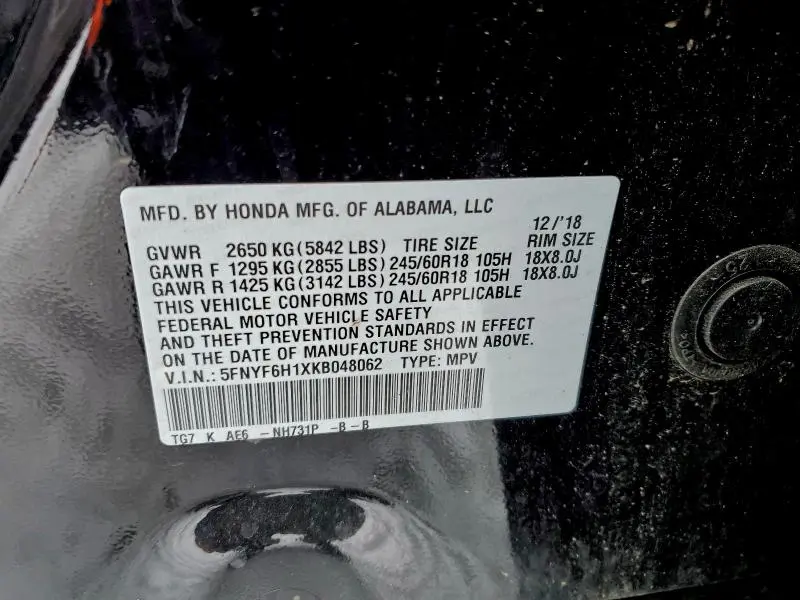 MFD. BY HONDA MFG. OF ALABAMA, LLC
12/'18
GVWR 2650 KG(5842 LBS) TIRE SIZE RIM SIZE
GAWR F 1295 KG(2855 LBS)245/60R18 105H 18X8.0J
GAWR R 1425 KG(3142 LBS)245/60R18 105H 18X8.0J
THIS VEHICLE CONFORMS TO ALL APPLICABLE
FEDERAL MOTOR VEHICLE SAFETY
AND THEFT PREVENTION STANDARDS IN EFFECT
ON THE DATE OF MANUFACTURE SHOWN ABOVE.
V.I.N.: 5FNYF6H1XKB048062 TYPE: MPV
TG7 K AE6 -NH731P -B-B